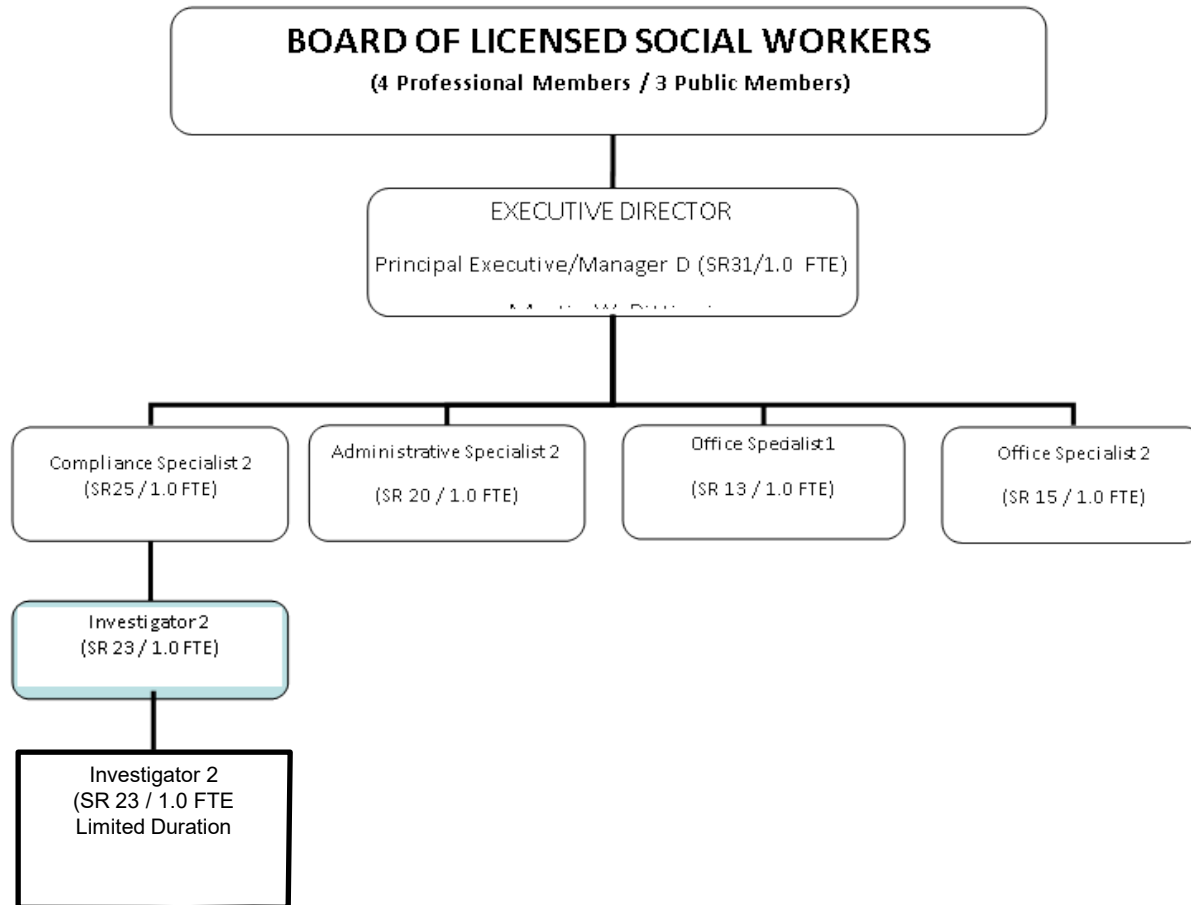 BOARD OF LICENSED SOCIAL WORKERS
(4 Professional Members / 3 Public Members)
EXECUTIVE DIRECTOR
Principal Executive/Manager D (SR31/1.0 FTE)
Compliance Specialist 2
(SR25 / 1.0 FTE)
Administrative Specialist 2
(SR 20 / 1.0 FTE)
Office Specialist1
(SR 13 / 1.0 FTE)
Office Specialist 2
(SR 15 / 1.0 FTE)
Investigator 2
(SR 23 / 1.0 FTE)
Investigator 2
(SR 23 / 1.0 FTE
Limited Duration